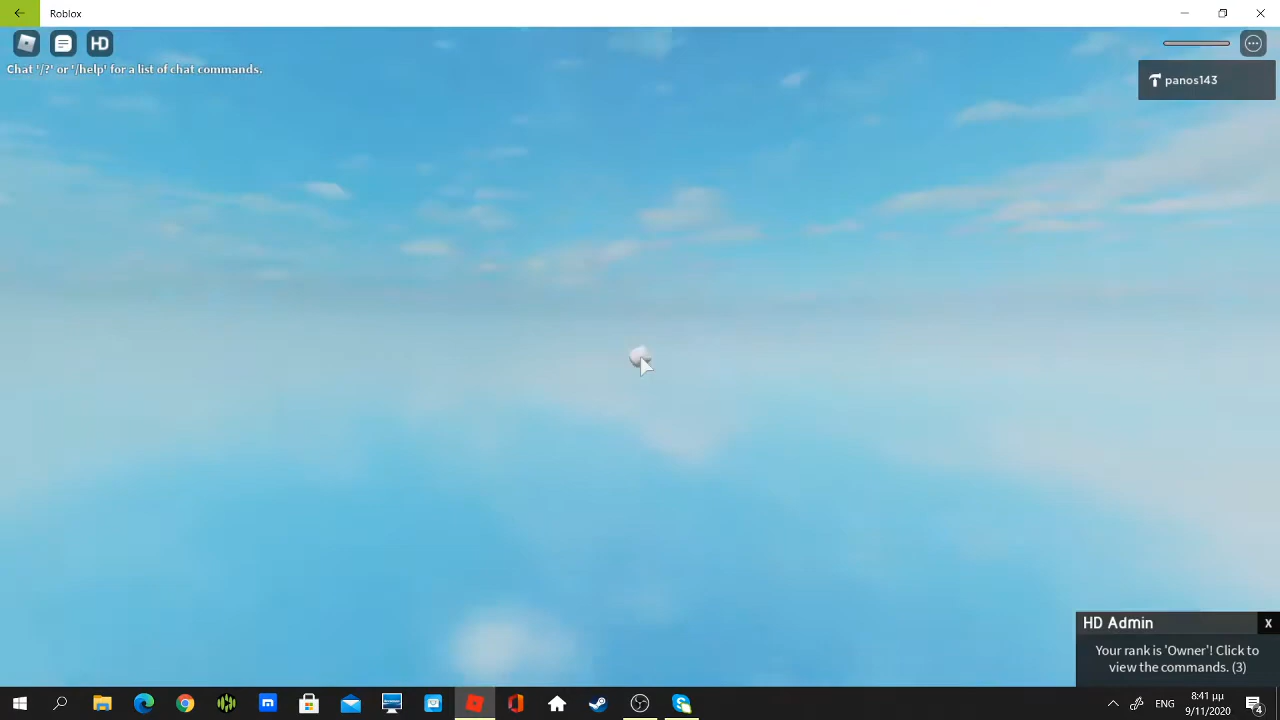 Roblox
HD
Chat '/?' or '/help' for a list of chat commands.
panos143
HD Admin
X
Your rank is 'Owner'! Click to
view the commands. (3)
8:41 μμ
ENG
9/11/2020
4